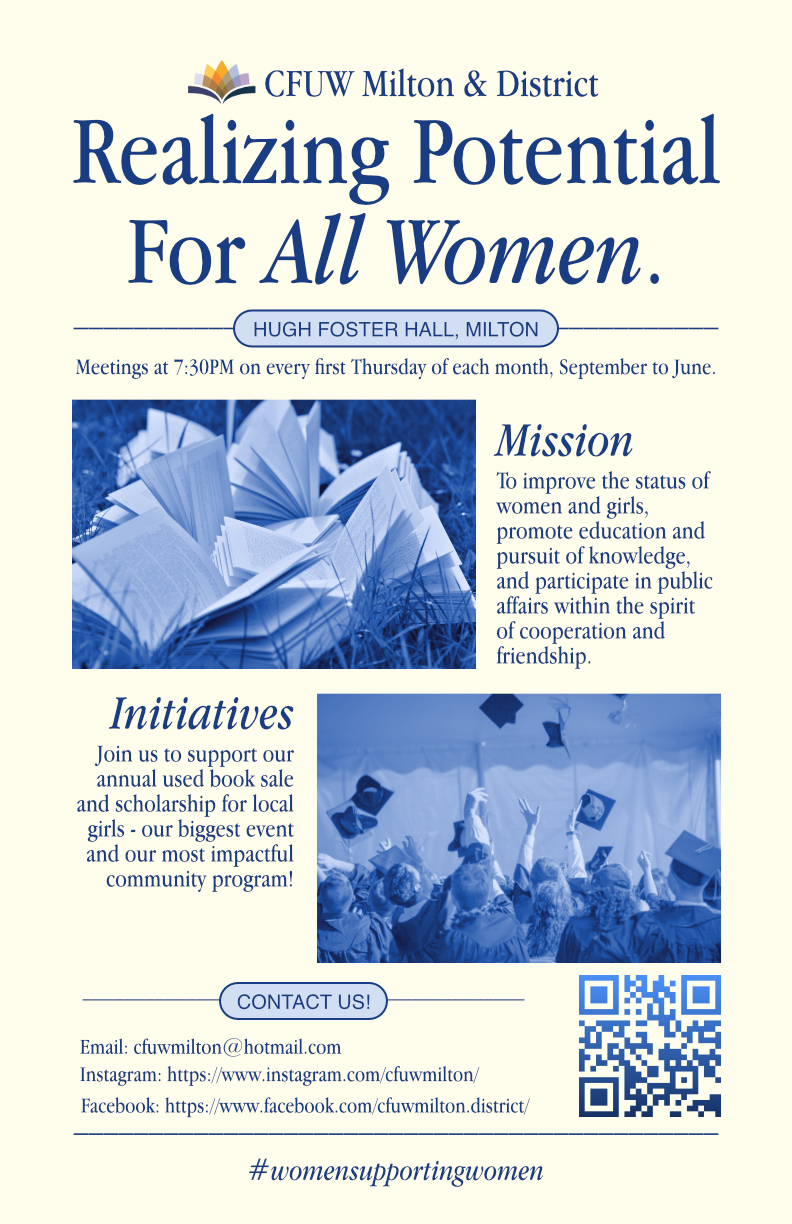 CFUW Milton & District
Realizing Potential
For All Women.
HUGH FOSTER HALL, MILTON
Meetings at 7:30PM on every first Thursday of each month, September to June.
Mission
To improve the status of
women and girls,
promote education and
pursuit of knowledge,
and participate in public
affairs within the spirit
of cooperation and
friendship.
Initiatives
Join us to support our
annual used book sale
and scholarship for local
girls - our biggest event
and our most impactful
community program!
CONTACT US!
Email: cfuwmilton@hotmail.com
Instagram: https://www.instagram.com/cfuwmilton/
Facebook: https://www.facebook.com/cfuwmilton.district/
#womensupportingwomen